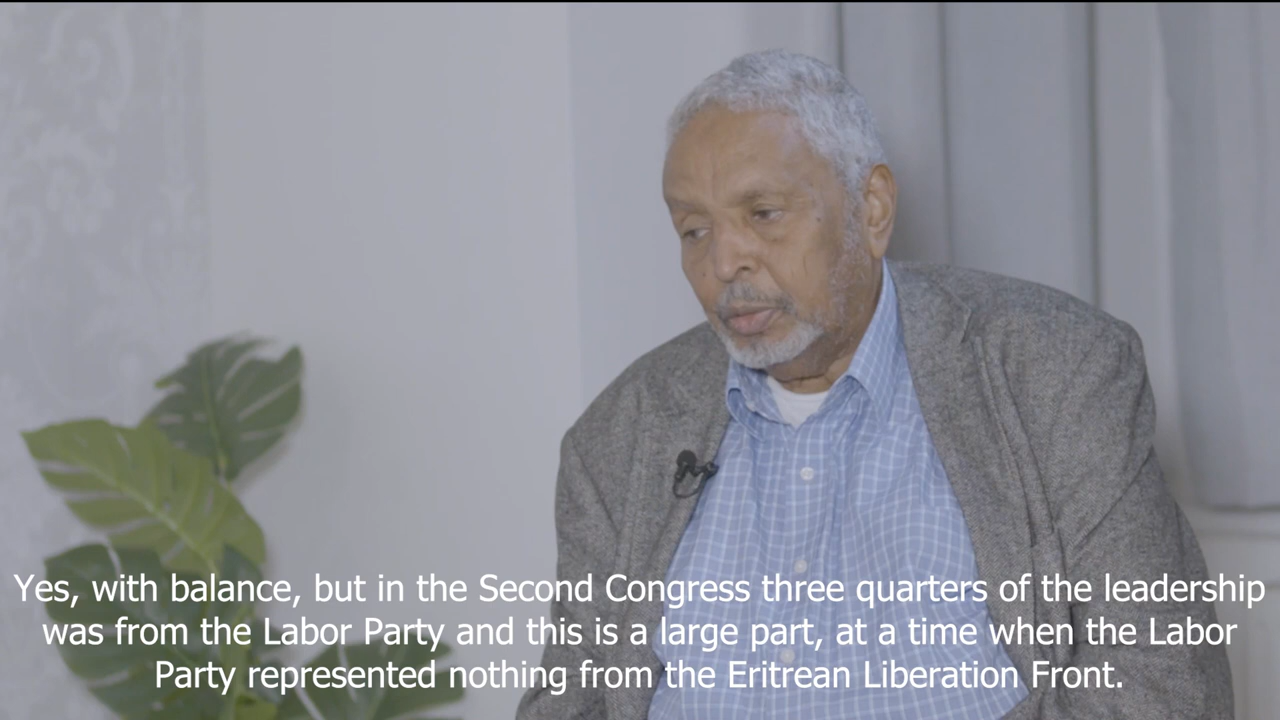 Yes, with balance, but in the Second Congress three quarters of the leadership
was from the Labor Party and this is a large part, at a time when the Labor
Party represented nothing from the Eritrean Liberation Front.